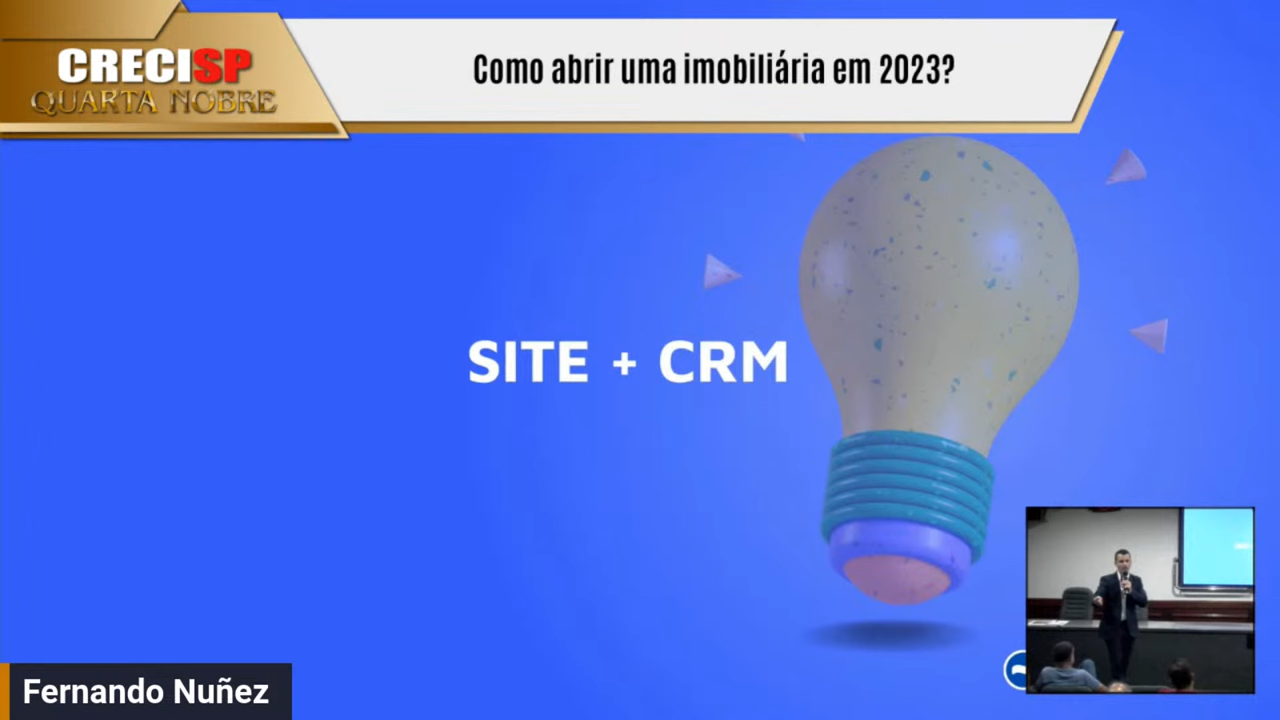 CRECISP
QUARTA NOBRE
Como abrir uma imobiliária em 2023?
SITE + CRM
Fernando Nuñez